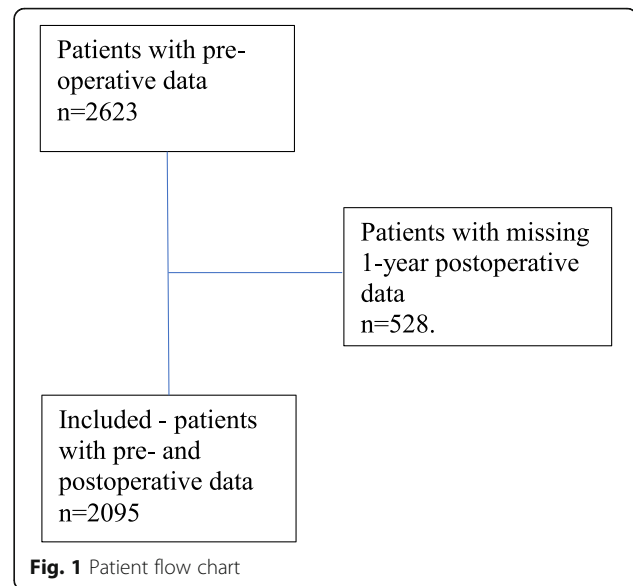 Patients with pre-
operative data
n=2623
Patients with missing
1-year postoperative
data
n=528.
Included - patients
with pre- and
postoperative data
n=2095
Fig. 1 Patient flow chart